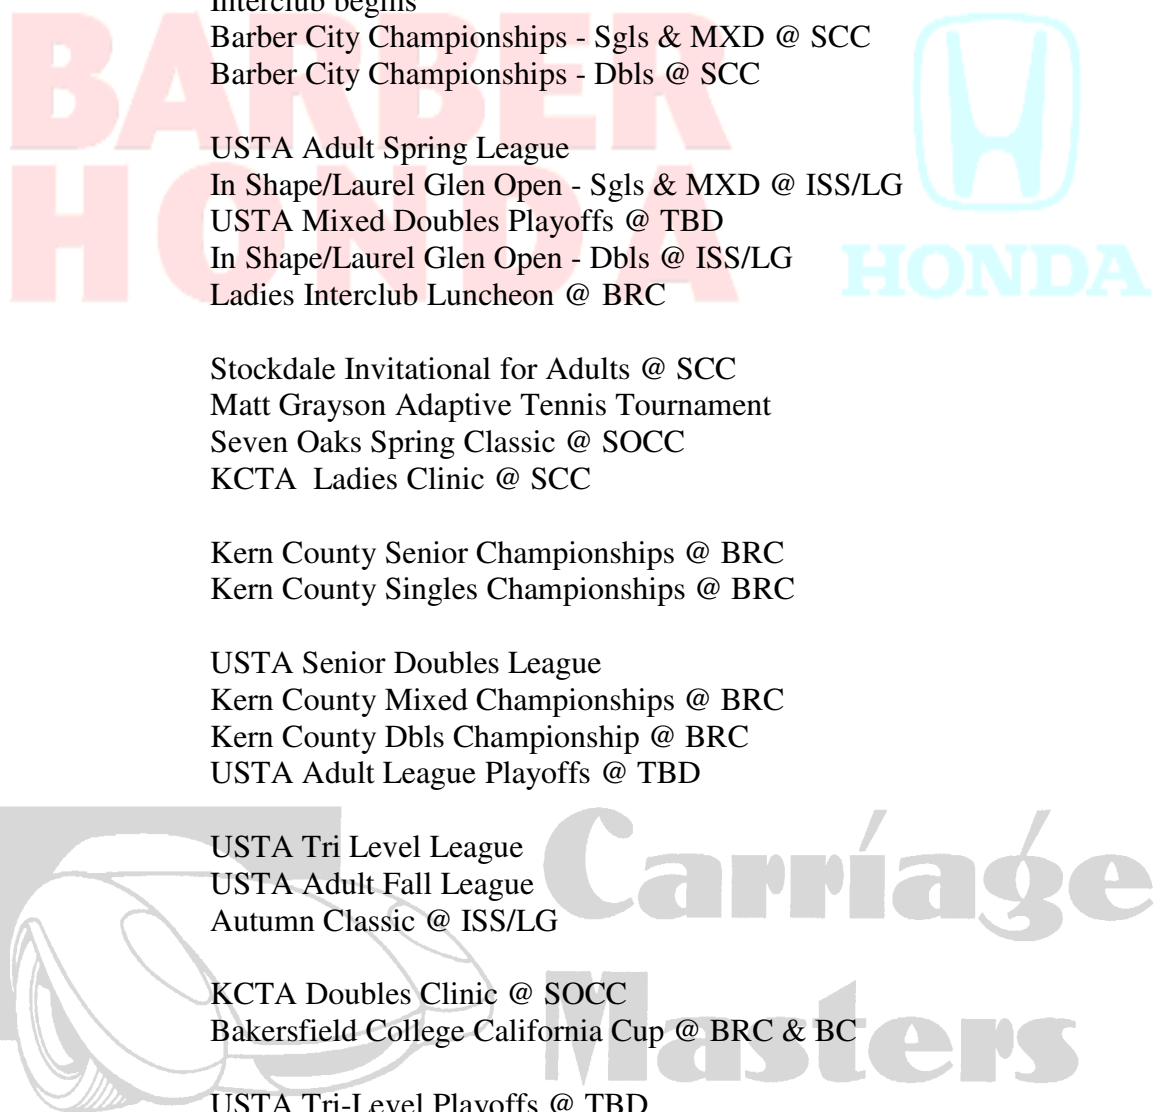 Interclub begins
Barber City Championships - Sgls & MXD @ SCC
Barber City Championships - Dbls @ SCC
BARBER
HONDA
HONDA
USTA Adult Spring League
In Shape/Laurel Glen Open - Sgls & MXD @ ISS/LG
USTA Mixed Doubles Playoffs @ TBD
In Shape/Laurel Glen Open - Dbls @ ISS/LG
Ladies Interclub Luncheon @ BRC
Stockdale Invitational for Adults @ SCC
Matt Grayson Adaptive Tennis Tournament
Seven Oaks Spring Classic @ SOCC
KCTA  Ladies Clinic @ SCC
Kern County Senior Championships @ BRC
Kern County Singles Championships @ BRC
USTA Senior Doubles League
Kern County Mixed Championships @ BRC
Kern County Dbls Championship @ BRC
USTA Adult League Playoffs @ TBD
USTA Tri Level League
USTA Adult Fall League
Autumn Classic @ ISS/LG
Carriage
Masters
KCTA Doubles Clinic @ SOCC
Bakersfield College California Cup @ BRC & BC
USTA Tri-Level Playoffs @ TBD